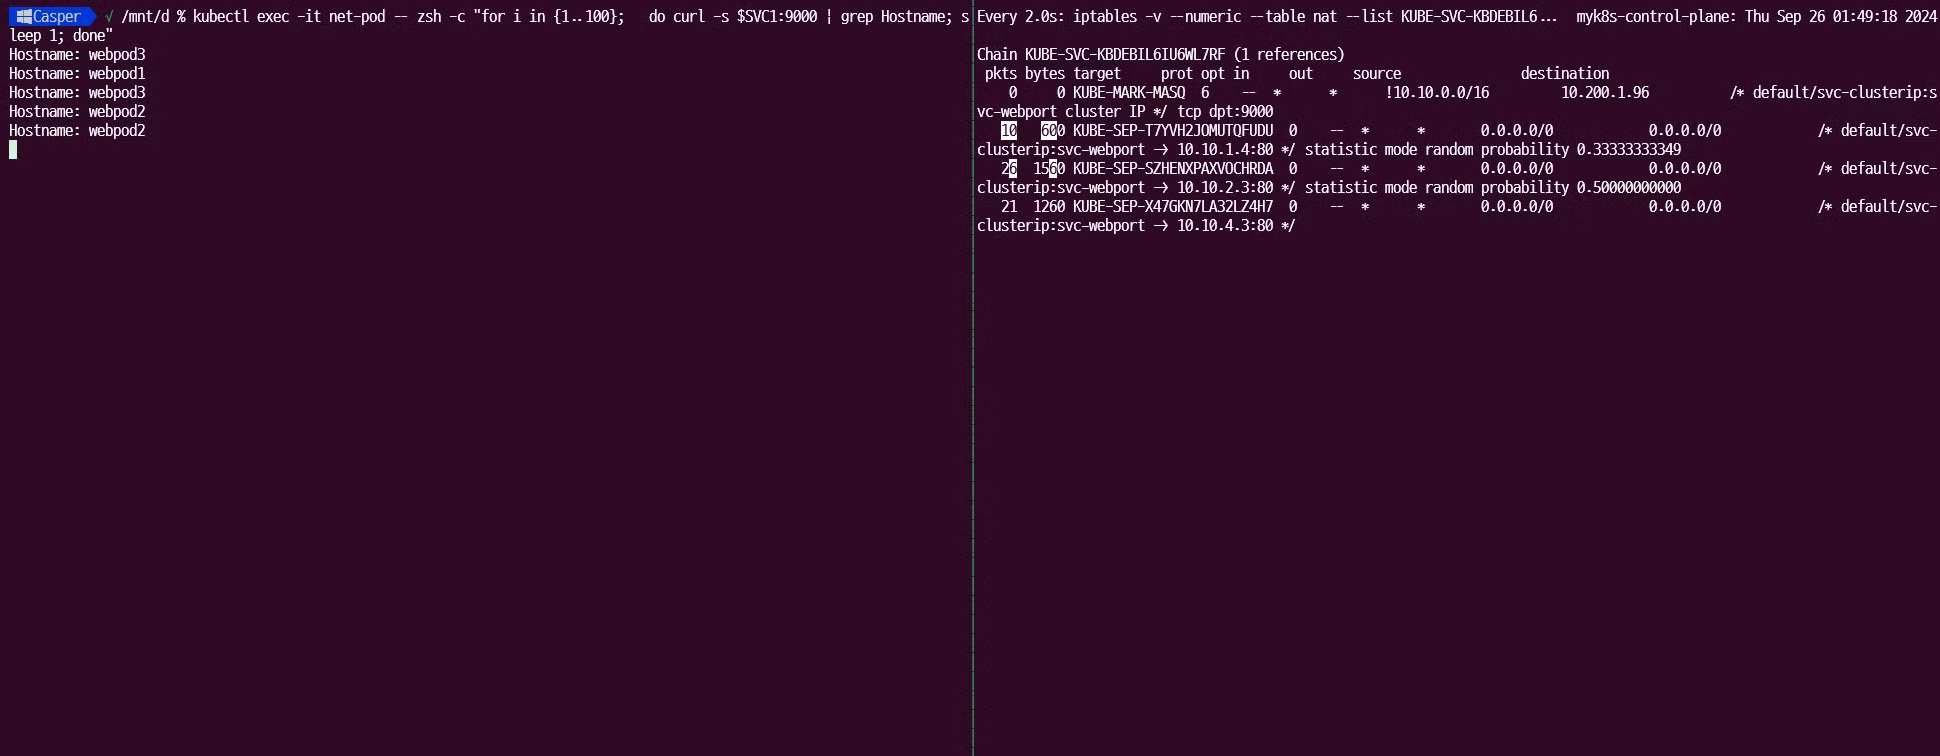 Casper √ /mnt/d % kubectl exec -it net-pod -- zsh -c "for i in {1..100};   do curl -s $SVC1:9000 | grep Hostname; s
leep 1; done"
Hostname: webpod3
Hostname: webpod1
Hostname: webpod3
Hostname: webpod2
Hostname: webpod2
Every 2.0s: iptables -v --numeric --table nat --list KUBE-SVC-KBDEBIL6...  myk8s-control-plane: Thu Sep 26 01:49:18 2024
Chain KUBE-SVC-KBDEBIL6IU6WL7RF (1 references)
 pkts bytes target     prot opt in     out     source               destination
    0     0 KUBE-MARK-MASQ  6    --  *      *      !10.10.0.0/16         10.200.1.96          /* default/svc-clusterip:s
vc-webport cluster IP */ tcp dpt:9000
   10   600 KUBE-SEP-T7YVH2JOMUTQFUDU  0    --  *      *       0.0.0.0/0            0.0.0.0/0            /* default/svc-
clusterip:svc-webport -> 10.10.1.4:80 */ statistic mode random probability 0.33333333349
   26  1560 KUBE-SEP-SZHENXPAXVOCHRDA  0    --  *      *       0.0.0.0/0            0.0.0.0/0            /* default/svc-
clusterip:svc-webport -> 10.10.2.3:80 */ statistic mode random probability 0.50000000000
   21  1260 KUBE-SEP-X47GKN7LA32LZ4H7  0    --  *      *       0.0.0.0/0            0.0.0.0/0            /* default/svc-
clusterip:svc-webport -> 10.10.4.3:80 */